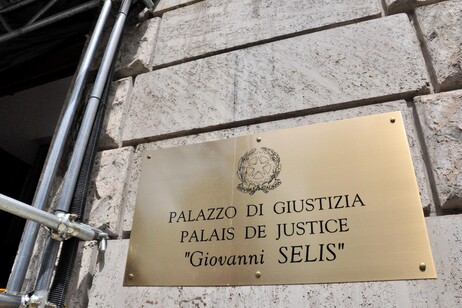 PALAZZO DI GIUSTIZIA
PALAIS DE JUSTICE
"Giovanni SELIS"